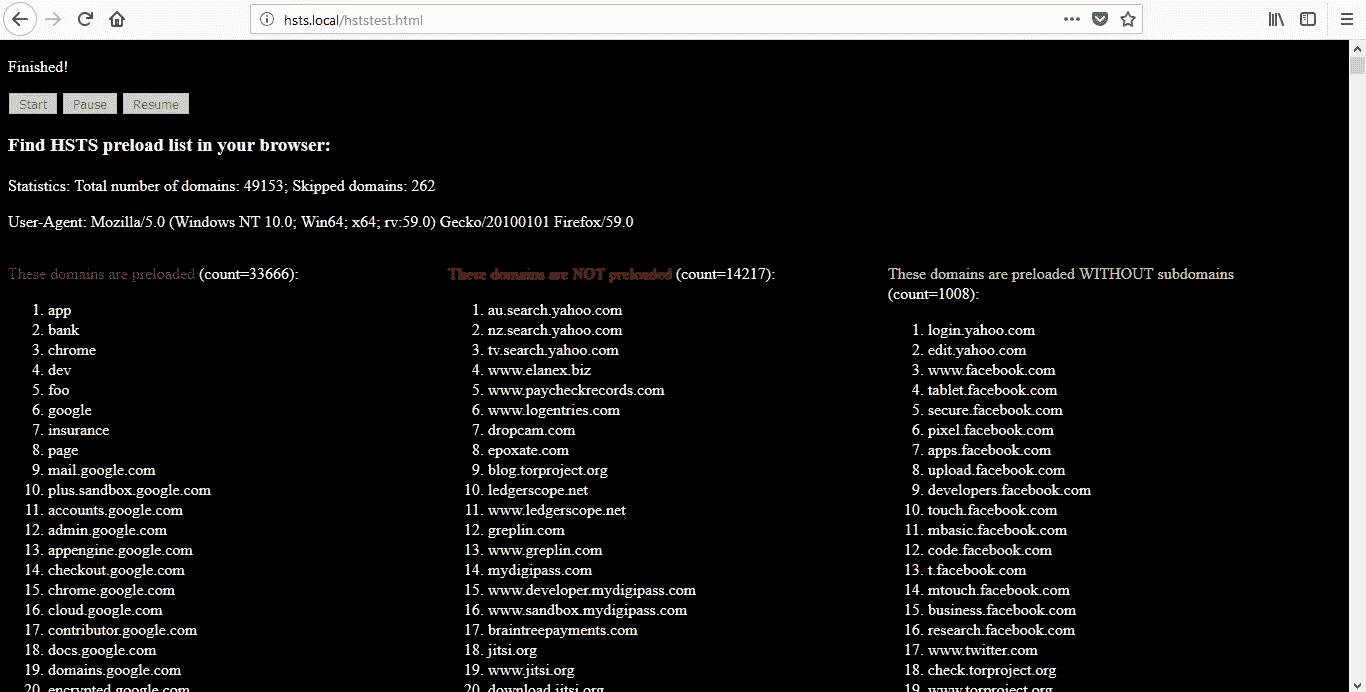 hsts.local/hststest.html
Finished!
Start Pause Resume
Find HSTS preload list in your browser:
Statistics: Total number of domains: 49153; Skipped domains: 262
User-Agent: Mozilla/5.0 (Windows NT 10.0; Win64; x64; rv:59.0) Gecko/20100101 Firefox/59.0
These domains are preloaded (count=33666):
1. app
2. bank
3. chrome
4. dev
5. foo
6. google
7. insurance
8. page
9. mail.google.com
10. plus.sandbox.google.com
11. accounts.google.com
12. admin.google.com
13. appengine.google.com
14. checkout.google.com
15. chrome.google.com
16. cloud.google.com
17. contributor.google.com
18. docs.google.com
19. domains.google.com
20. encrypted.google.com
These domains are NOT preloaded (count=14217):
1. au.search.yahoo.com
2. nz.search.yahoo.com
3. tv.search.yahoo.com
4. www.elanex.biz
5. www.paycheckrecords.com
6. www.logentries.com
7. dropcam.com
8. epoxate.com
9. blog.torproject.org
10. ledgerscope.net
11. www.ledgerscope.net
12. greplin.com
13. www.greplin.com
14. mydigipass.com
15. www.developer.mydigipass.com
16. www.sandbox.mydigipass.com
17. braintreepayments.com
18. jitsi.org
19. www.jitsi.org
20. download.jitsi.org
These domains are preloaded WITHOUT subdomains
(count=1008):
1. login.yahoo.com
2. edit.yahoo.com
3. www.facebook.com
4. tablet.facebook.com
5. secure.facebook.com
6. pixel.facebook.com
7. apps.facebook.com
8. upload.facebook.com
9. developers.facebook.com
10. touch.facebook.com
11. mbasic.facebook.com
12. code.facebook.com
13. t.facebook.com
14. mtouch.facebook.com
15. business.facebook.com
16. research.facebook.com
17. www.twitter.com
18. check.torproject.org
19. www.torproject.org